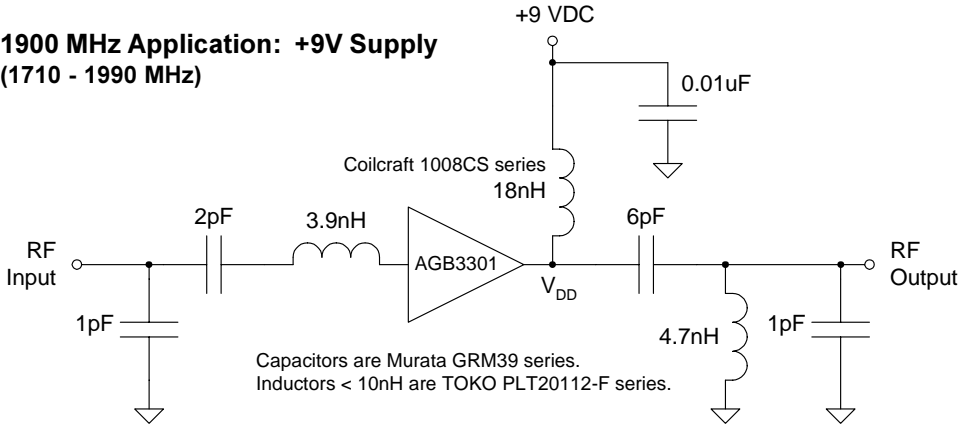 +9 VDC
1900 MHz Application: +9V Supply
(1710 - 1990 MHz)
0.01uF
Coilcraft 1008CS series
18nH
2pF
3.9nH
6pF
RF
Input
AGB3301
RF
Output
VDD
1pF
4.7nH
1pF
Capacitors are Murata GRM39 series.
Inductors < 10nH are TOKO PLT20112-F series.